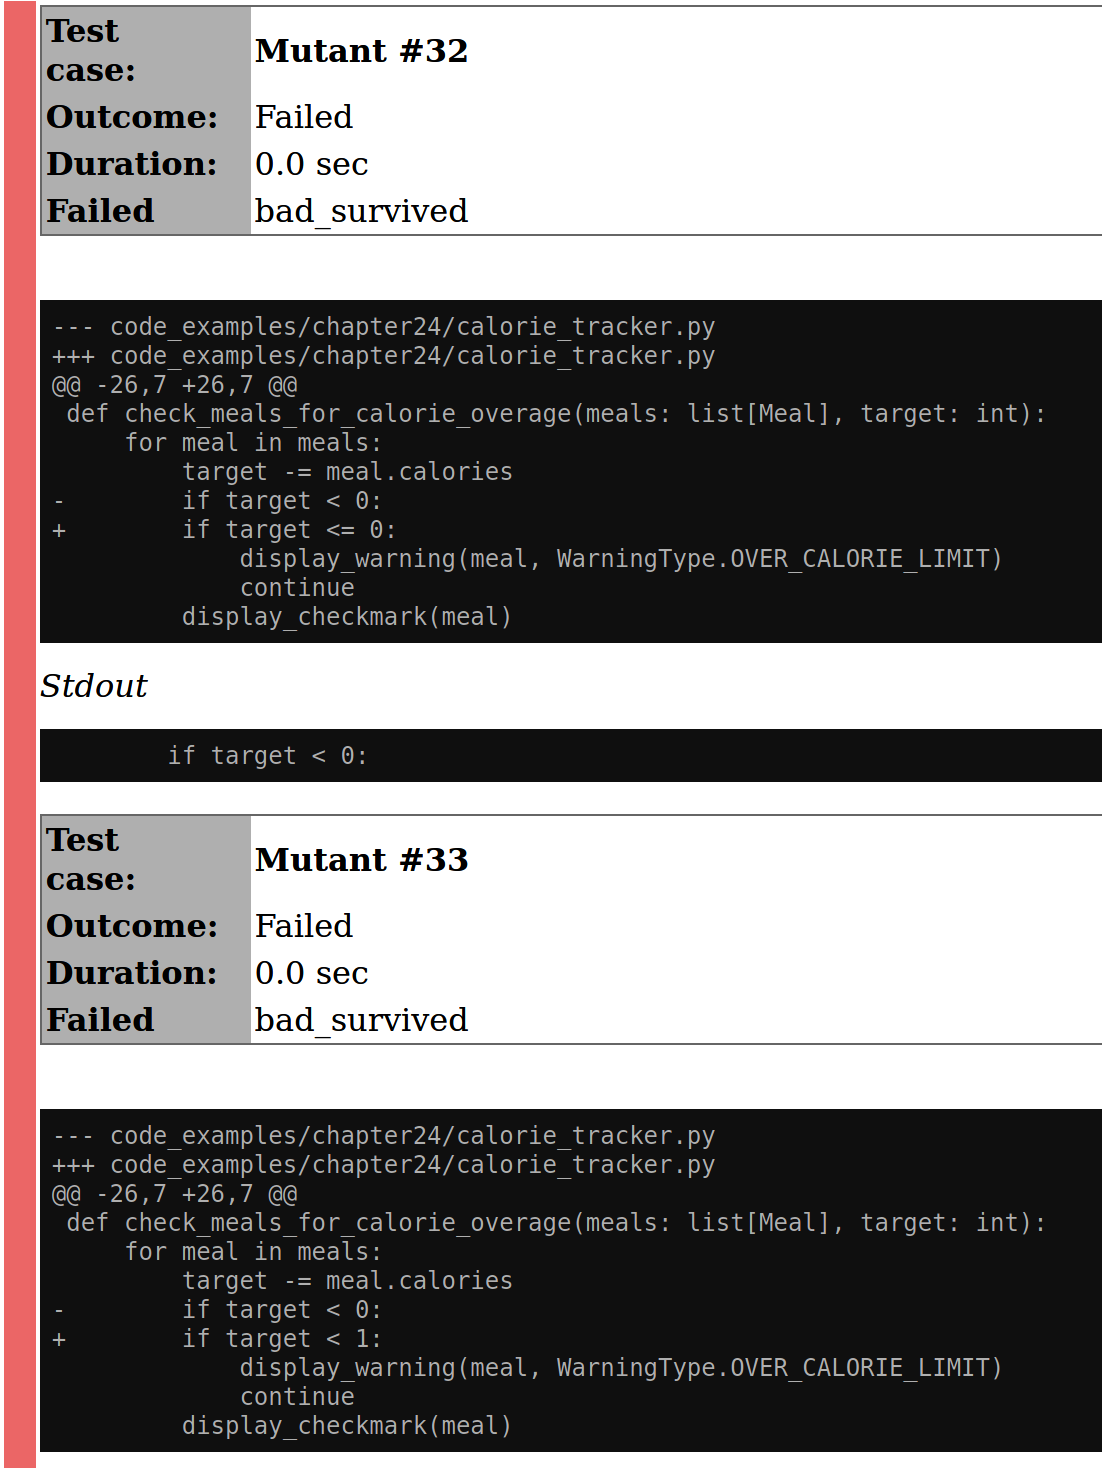 Test case: Mutant #32
Outcome: Failed
Duration: 0.0 sec
Failed bad_survived
--- code_examples/chapter24/calorie_tracker.py
+++ code_examples/chapter24/calorie_tracker.py
@@ -26,7 +26,7 @@
 def check_meals_for_calorie_overage(meals: list[Meal], target: int):
     for meal in meals:
         target -= meal.calories
-        if target < 0:
+        if target <= 0:
             display_warning(meal, WarningType.OVER_CALORIE_LIMIT)
             continue
         display_checkmark(meal)
Stdout
        if target < 0:
Test case: Mutant #33
Outcome: Failed
Duration: 0.0 sec
Failed bad_survived
--- code_examples/chapter24/calorie_tracker.py
+++ code_examples/chapter24/calorie_tracker.py
@@ -26,7 +26,7 @@
 def check_meals_for_calorie_overage(meals: list[Meal], target: int):
     for meal in meals:
         target -= meal.calories
-        if target < 0:
+        if target < 1:
             display_warning(meal, WarningType.OVER_CALORIE_LIMIT)
             continue
         display_checkmark(meal)